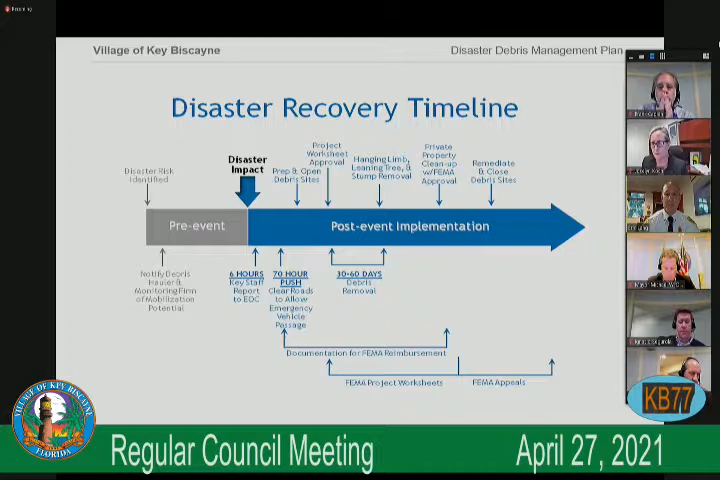 Recording
Village of Key Biscayne
Disaster Debris Management Plan
Disaster Recovery Timeline
Disaster Risk
Identified
Disaster
Impact
Prep & Open
Debris Sites
Project
Worksheet
Approval
Hanging Limb,
Leaning Tree, &
Stump Removal
Private
Property
Clean-up
w/FEMA
Approval
Remediate
& Close
Debris Sites
Pre-event
Post-event Implementation
Notify Debris
Hauler &
Monitoring Firm
of Mobilization
Potential
6 HOURS
Key Staff
Report
to EOC
70 HOUR
PUSH
Clear Roads
to Allow
Emergency
Vehicle
Passage
30-60 DAYS
Debris
Removal
Documentation for FEMA Reimbursement
FEMA Project Worksheets
FEMA Appeals
Jocelyn Koch
KB77
VILLAGE OF KEY BISCAYNE
FLORIDA
Regular Council Meeting
April 27, 2021